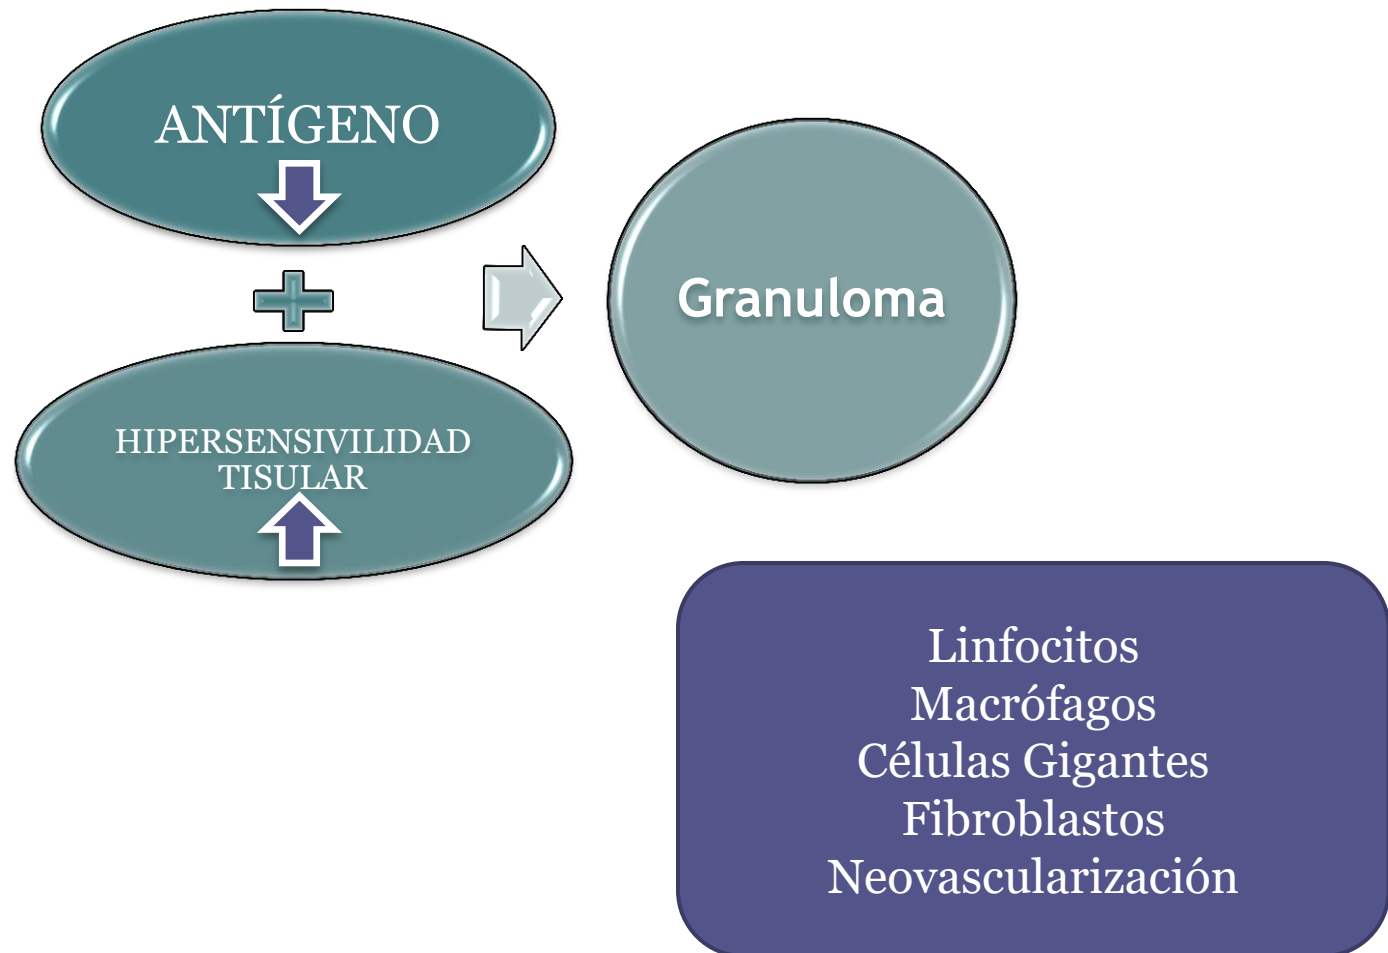 ANTÍGENO
HIPERSENSIVILIDAD
TISULAR
Granuloma
Linfocitos
Macrófagos
Células Gigantes
Fibroblastos
Neovascularización